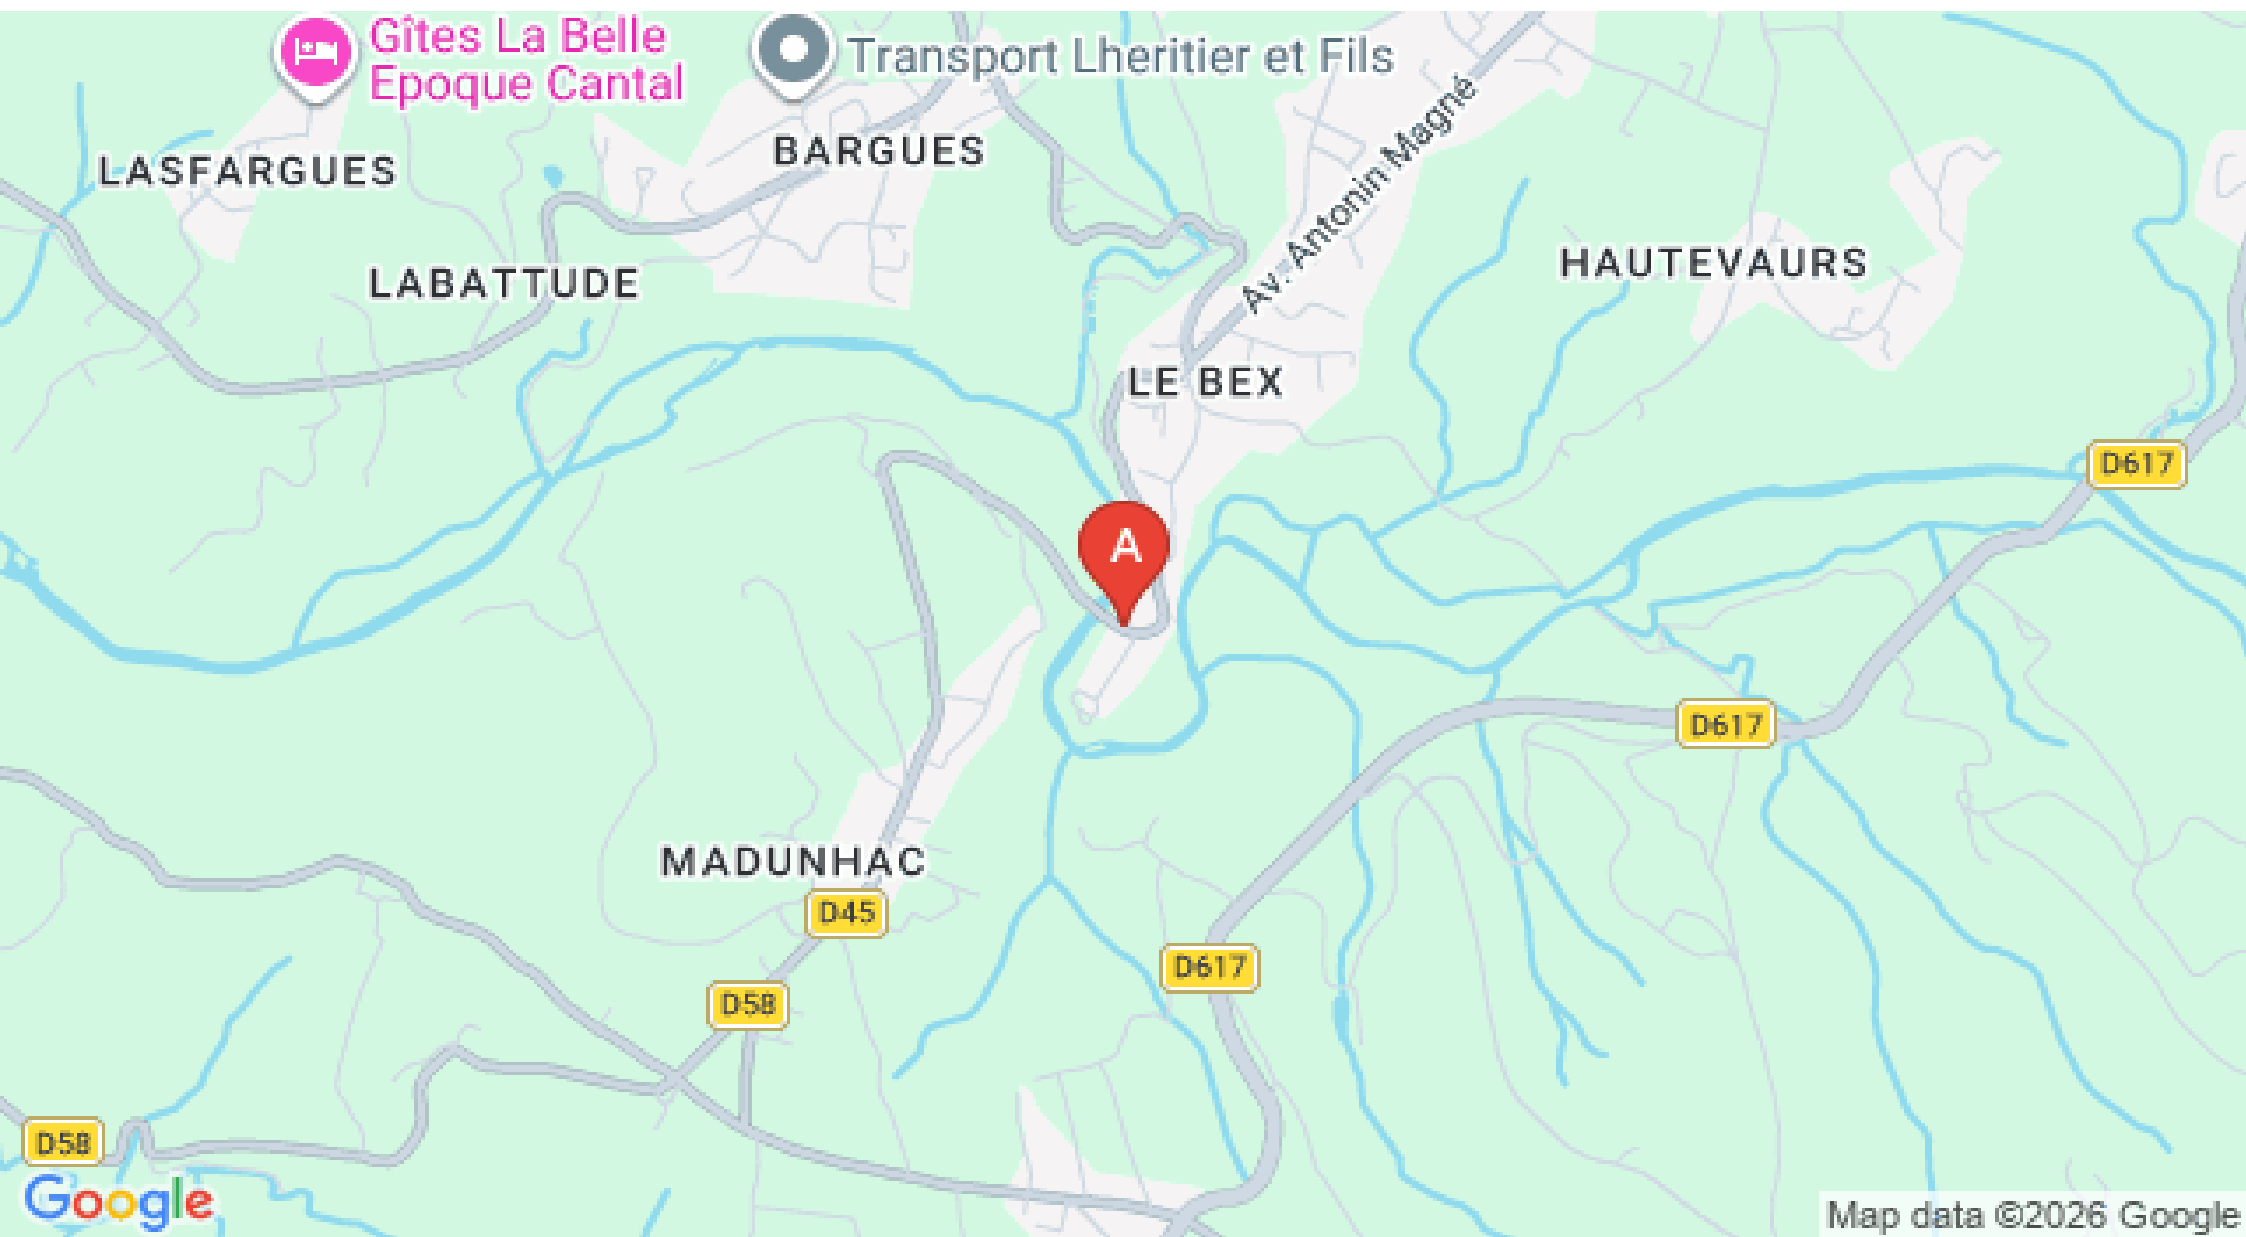 Gîtes La Belle
Epoque Cantal
Transport Lheritier et Fils
Av. Antonin Magné
BARGUES
LASFARGUES
HAUTEVAURS
LABATTUDE
LE BEX
D617
A
D617
MADUNHAC
D45
D617
D58
D58
Google
Map data ©2026 Google